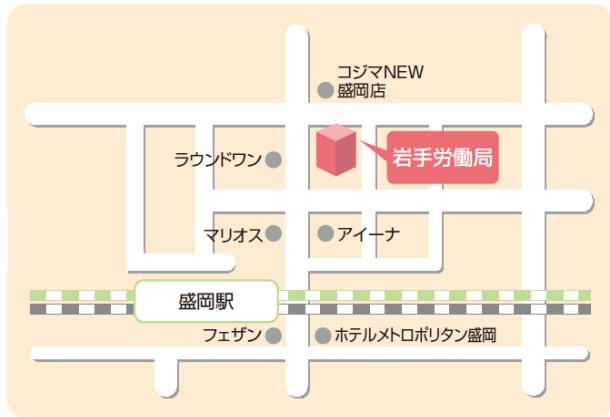 コジマNEW
盛岡店
岩手労働局
ラウンドワン
マリオス
アイーナ
盛岡駅
フェザン
ホテルメトロポリタン盛岡